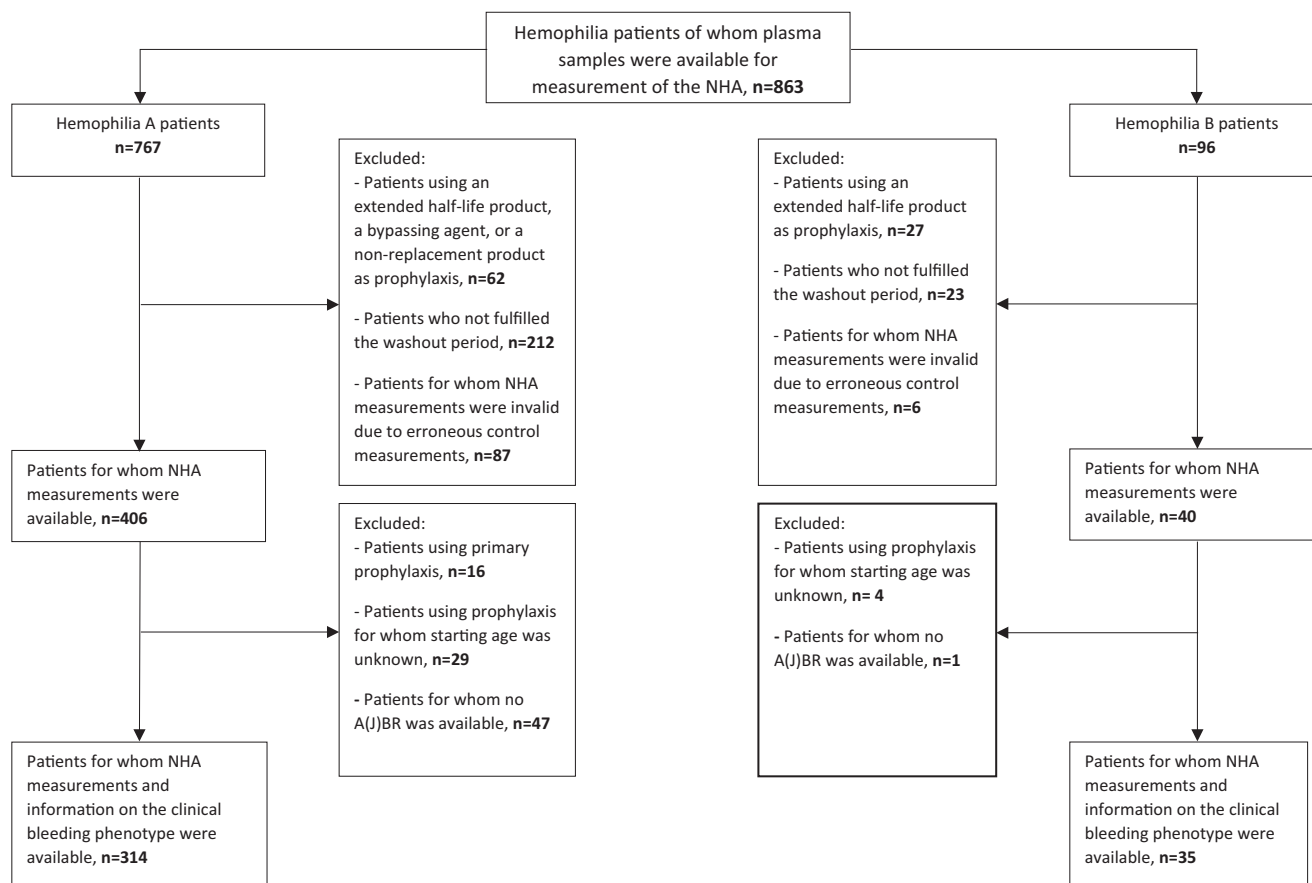 Hemophilia patients of whom plasma
samples were available for
measurement of the NHA, n=863
Hemophilia A patients
n=767
Hemophilia B patients
n=96
Excluded:
- Patients using an
extended half-life product,
a bypassing agent, or a
non-replacement product
as prophylaxis, n=62
- Patients who not fulfilled
the washout period, n=212
- Patients for whom NHA
measurements were invalid
due to erroneous control
measurements, n=87
Excluded:
- Patients using an
extended half-life product
as prophylaxis, n=27
- Patients who not fulfilled
the washout period, n=23
- Patients for whom NHA
measurements were invalid
due to erroneous control
measurements, n=6
Patients for whom NHA
measurements were
available, n=406
Patients for whom NHA
measurements were
available, n=40
Excluded:
- Patients using primary
prophylaxis, n=16
- Patients using prophylaxis
for whom starting age was
unknown, n=29
- Patients for whom no
A(J)BR was available, n=47
Excluded:
- Patients using prophylaxis
for whom starting age was
unknown, n= 4
- Patients for whom no
A(J)BR was available, n=1
Patients for whom NHA
measurements and
information on the clinical
bleeding phenotype were
available, n=314
Patients for whom NHA
measurements and
information on the clinical
bleeding phenotype were
available, n=35